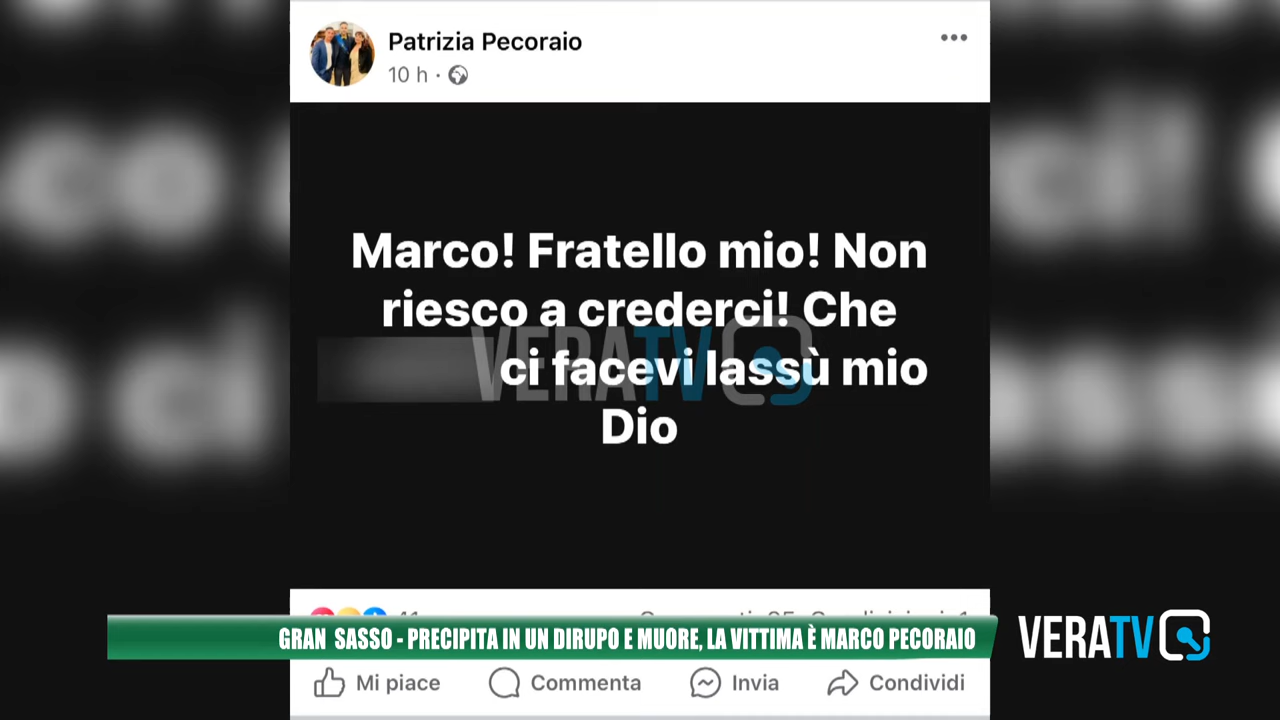 Patrizia Pecoraio
10 h ·
Marco! Fratello mio! Non
riesco a crederci! Che
ci facevi lassù mio
Dio
VERATV
GRAN SASSO - PRECIPITA IN UN DIRUPO E MUORE, LA VITTIMA È MARCO PECORAIO
VERATV
Mi piace
Commenta
Invia
Condividi